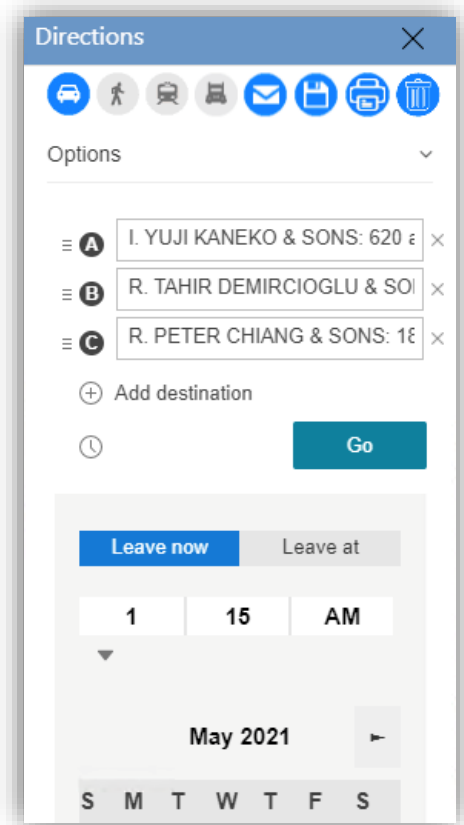 Directions
Options
A I. YUJI KANEKO & SONS: 620
B R. TAHIR DEMIRCIOGLU &
C R. PETER CHIANG & SONS: 18
Add destination
Go
Leave now Leave at
1 15 AM
May 2021
S M T W T F S